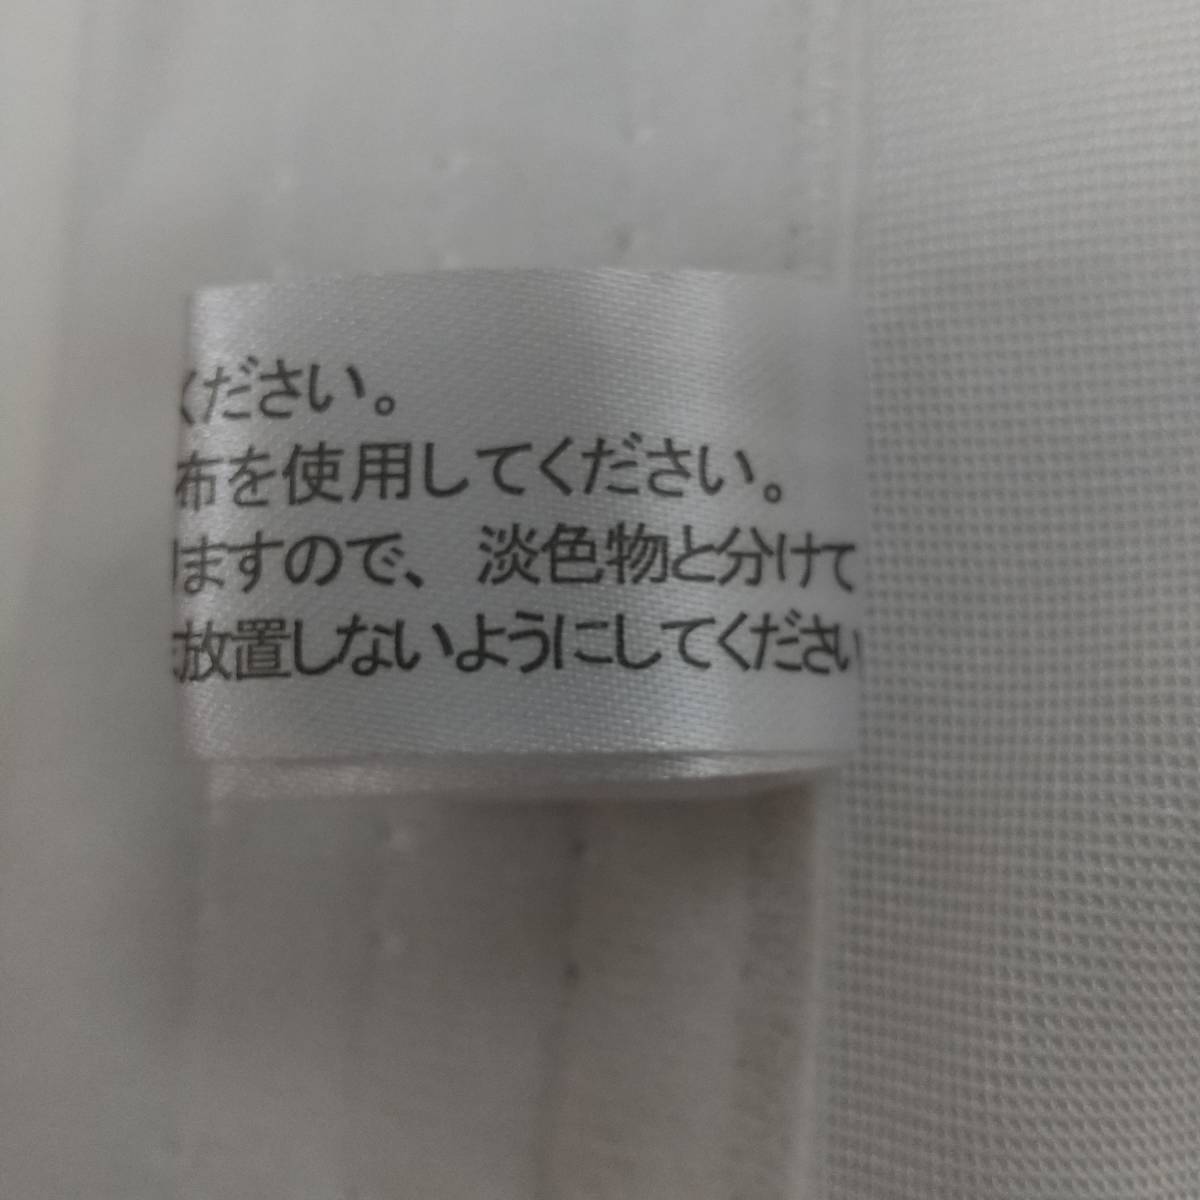 ください。
布を使用してください。
ますので、淡色物と分けて
放置しないようにしてください